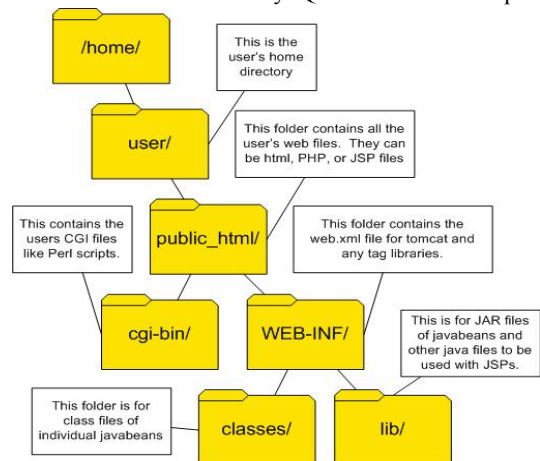 /home/
This is the
user's home
directory
user/
This folder contains all the
user's web files. They can
be html, PHP, or JSP files
This contains the
users CGI files
like Perl scripts.
public_html/
This folder contains the
web.xml file for tomcat and
any tag libraries.
cgi-bin/
WEB-INF/
This is for JAR files
of javabeans and
other java files to be
used with JSPs.
This folder is for
class files of
individual javabeans
classes/
lib/